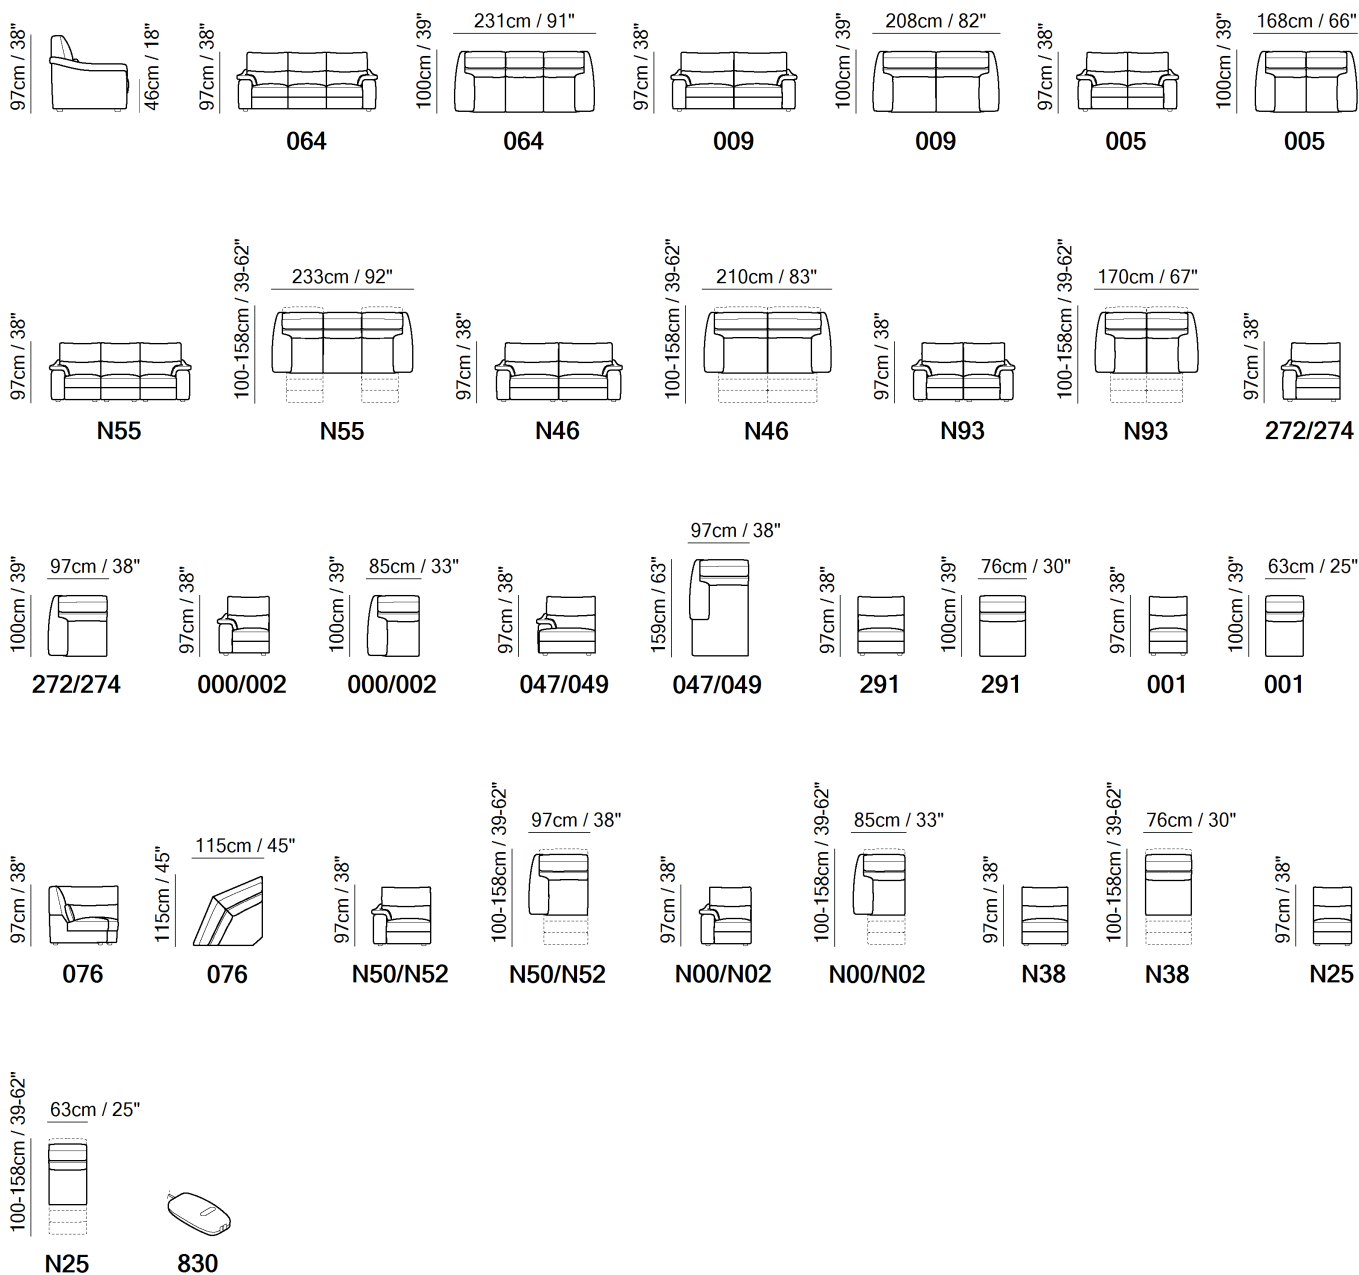 97cm / 38"
46cm / 18"
97cm / 38"
064
100cm / 39"
231cm / 91"
064
97cm / 38"
009
100cm / 39"
208cm / 82"
009
97cm / 38"
005
100cm / 39"
168cm / 66"
005
97cm / 38"
N55
100-158cm / 39-62"
233cm / 92"
N55
97cm / 38"
N46
100-158cm / 39-62"
210cm / 83"
N46
97cm / 38"
N93
100-158cm / 39-62"
170cm / 67"
N93
97cm / 38"
272/274
100cm / 39"
97cm / 38"
272/274
97cm / 38"
000/002
100cm / 39"
85cm / 33"
000/002
97cm / 38"
047/049
159cm / 63"
97cm / 38"
047/049
97cm / 38"
291
100cm / 39"
76cm / 30"
291
97cm / 38"
001
100cm / 39"
63cm / 25"
001
97cm / 38"
076
115cm / 45"
115cm / 45"
076
97cm / 38"
N50/N52
100-158cm / 39-62"
97cm / 38"
N50/N52
97cm / 38"
N00/N02
100-158cm / 39-62"
85cm / 33"
N00/N02
97cm / 38"
N38
100-158cm / 39-62"
76cm / 30"
N38
97cm / 38"
N25
100-158cm / 39-62"
63cm / 25"
N25
830